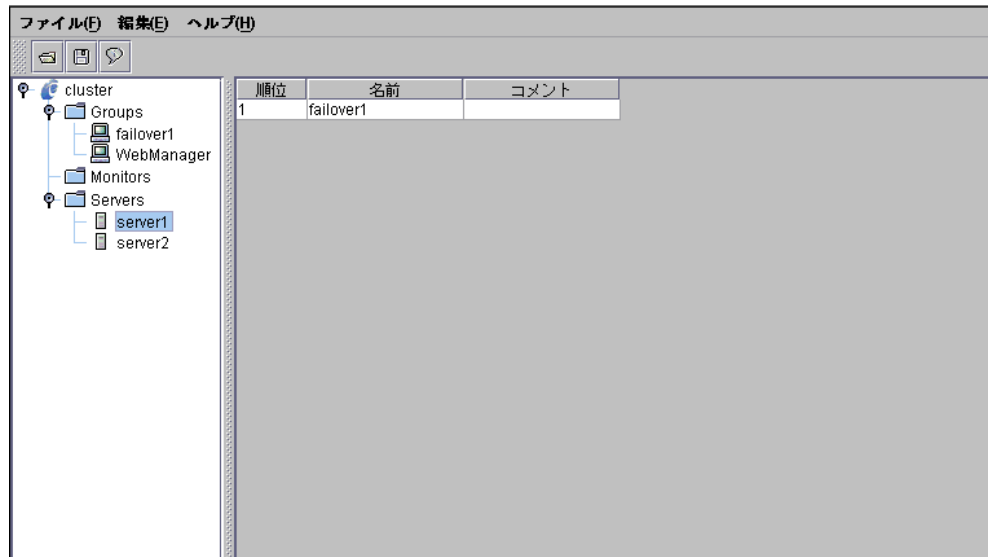 ファイル(F) 編集(E) ヘルプ(H)
cluster
Groups
failover1
WebManager
Monitors
Servers
server1
server2
順位 名前 コメント
1 failover1